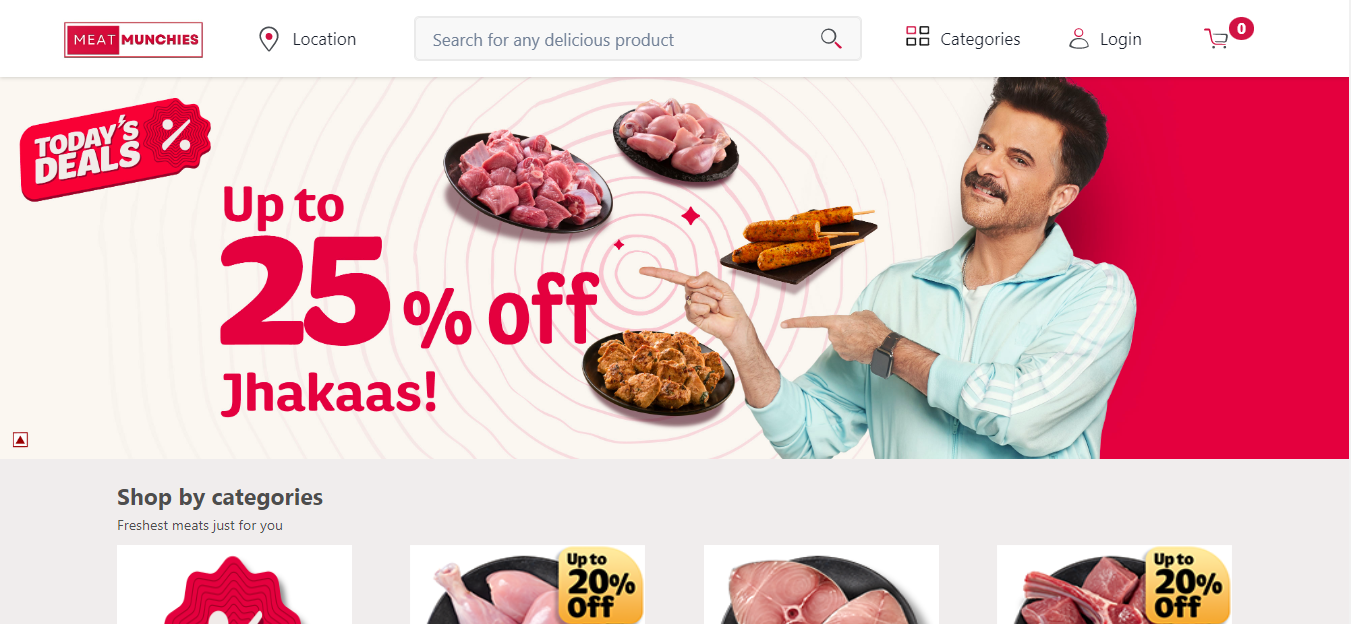 MEAT MUNCHIES
Location
Search for any delicious product
Categories
Login
0
TODAY'S
DEALS
%
Up to
25% off
Jhakaas!
Shop by categories
Freshest meats just for you
Up to
20%
Off
Up to
20%
Off